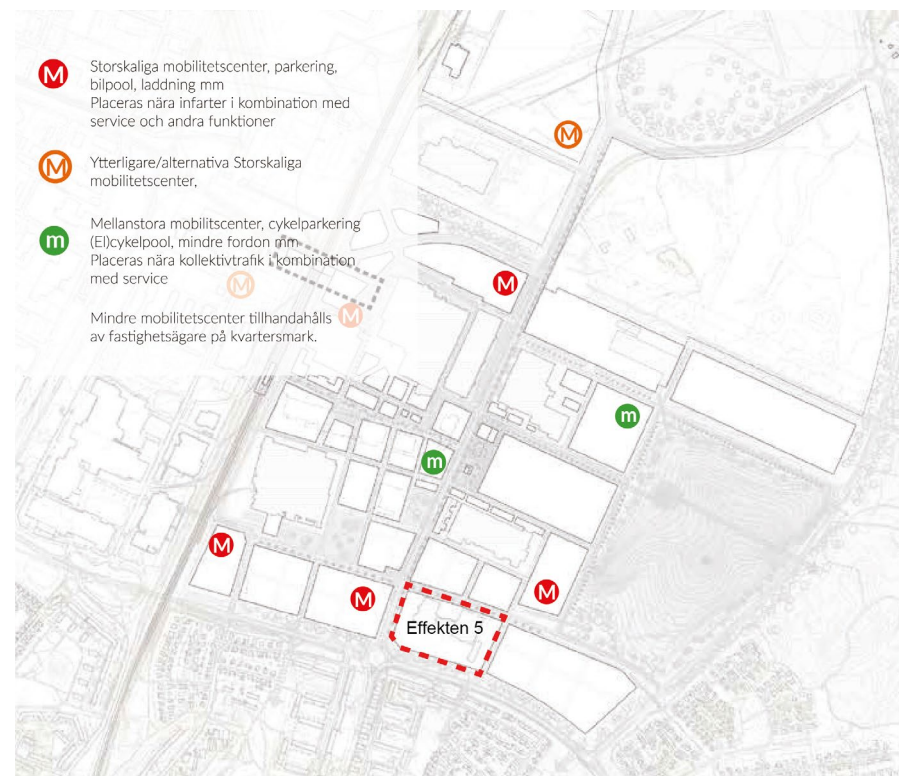 M Storskaliga mobilitetscenter, parkering,
bilpool, laddning mm
Placeras nära infarter i kombination med
service och andra funktioner
M Ytterligare/alternativa Storskaliga
mobilitetscenter,
m Mellanstora mobilitscenter, cykelparkering
(El)cykelpool, mindre fordon mm
Placeras nära kollektivtrafik i kombination
med service
M
Mindre mobilitetscenter tillhandahålls
av fastighetsägare på kvartersmark.
M
M
M
m
m
M
M
M
Effekten 5